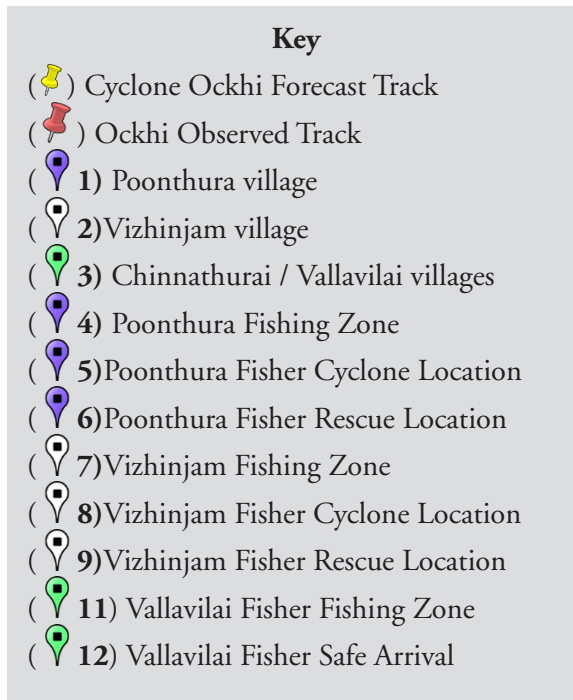 Key
( ) Cyclone Ockhi Forecast Track
( ) Ockhi Observed Track
( 1) Poonthura village
( 2)Vizhinjam village
( 3) Chinnathurai / Vallavilai villages
( 4) Poonthura Fishing Zone
( 5)Poonthura Fisher Cyclone Location
( 6)Poonthura Fisher Rescue Location
( 7)Vizhinjam Fishing Zone
( 8)Vizhinjam Fisher Cyclone Location
( 9)Vizhinjam Fisher Rescue Location
( 11) Vallavilai Fisher Fishing Zone
( 12) Vallavilai Fisher Safe Arrival